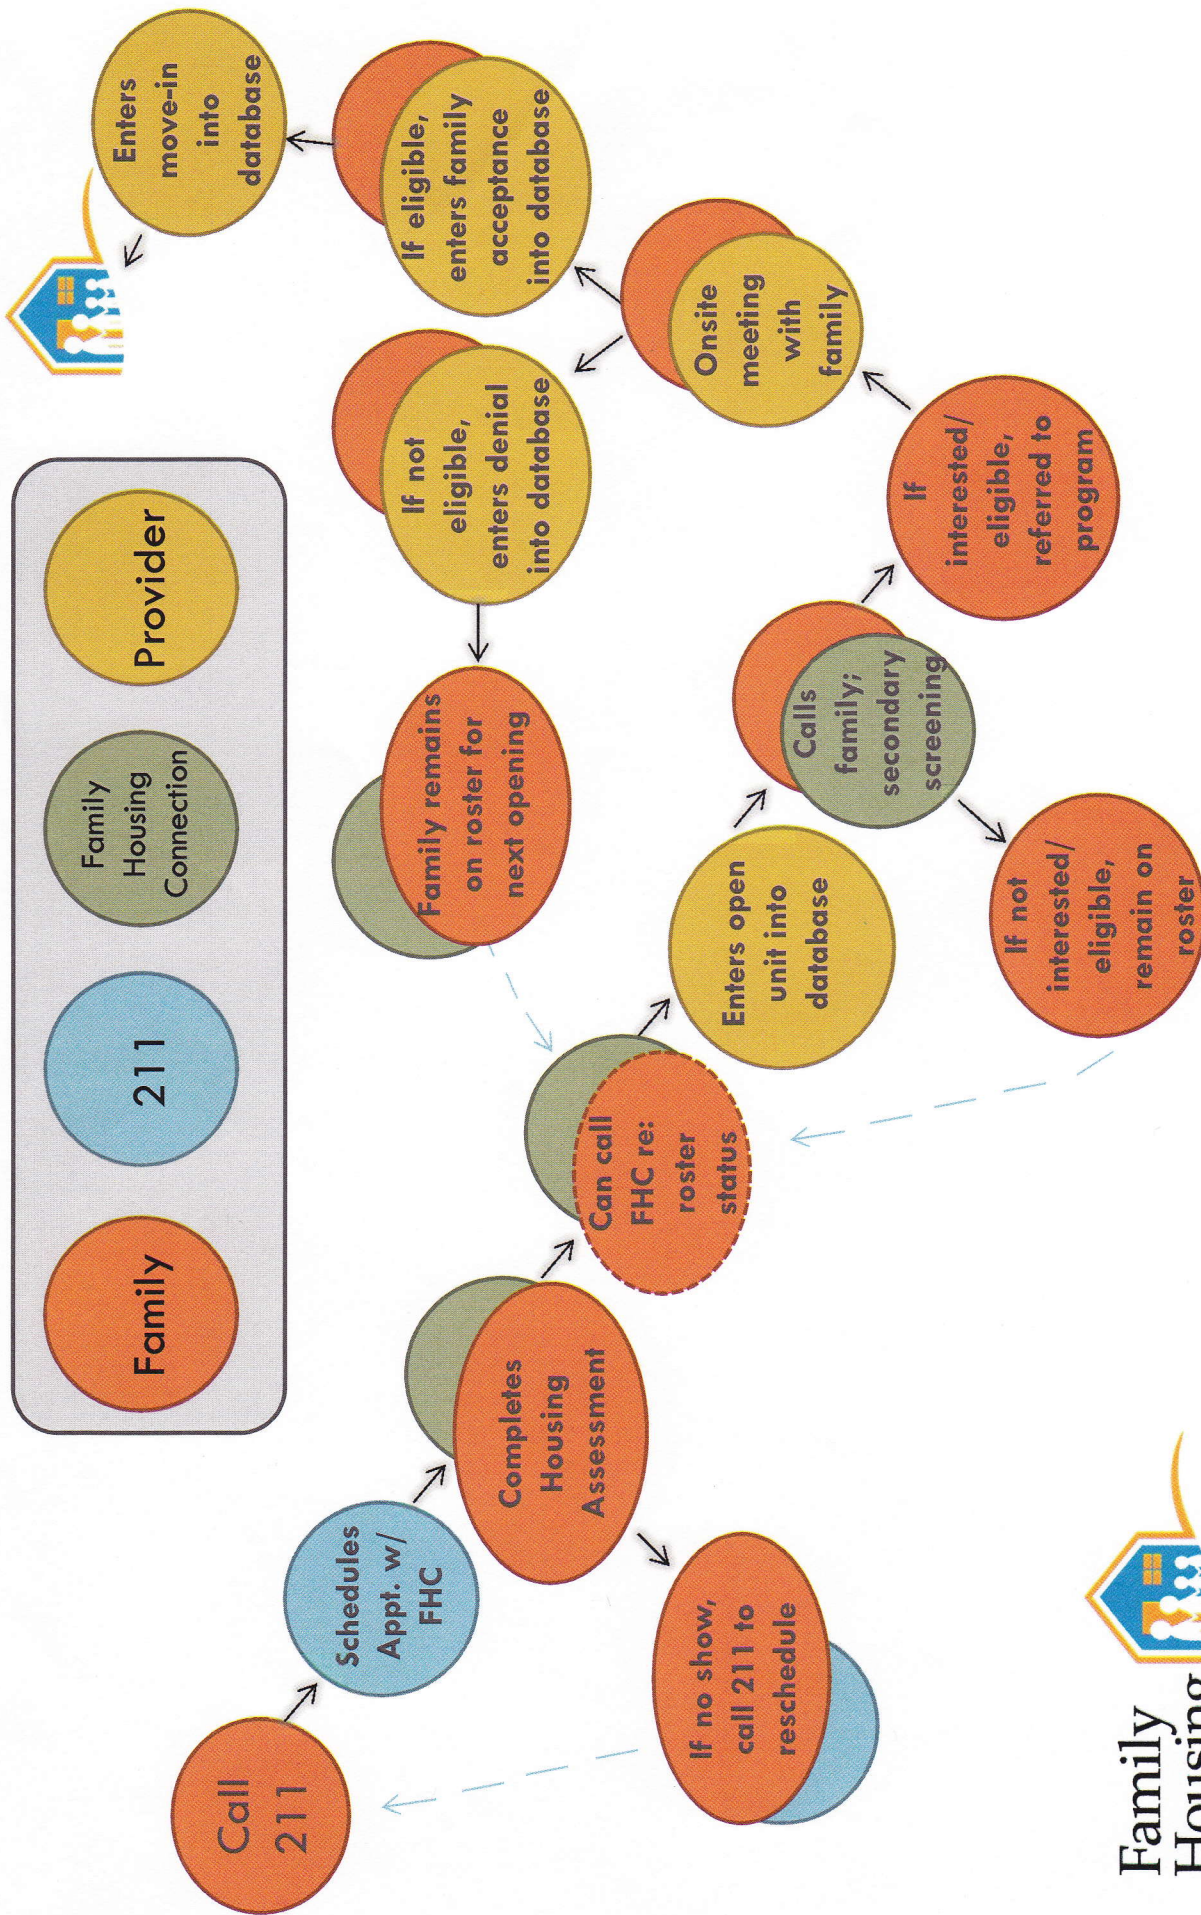 Family
211
Family
Housing
Connection
Provider
Call
211
Schedules
Appt. w/
FHC
Completes
Housing
Assessment
If no show,
call 211 to
reschedule
Can call
FHC re:
roster
status
Enters open
unit into
database
Calls
family;
secondary
screening
If not
interested/
eligible,
remain on
roster
If
interested/
eligible,
referred to
program
Onsite
meeting
with
family
If not
eligible,
enters denial
into database
Family remains
on roster for
next opening
If eligible,
enters family
acceptance
into database
Enters
move-in
into
database
Family
Housing